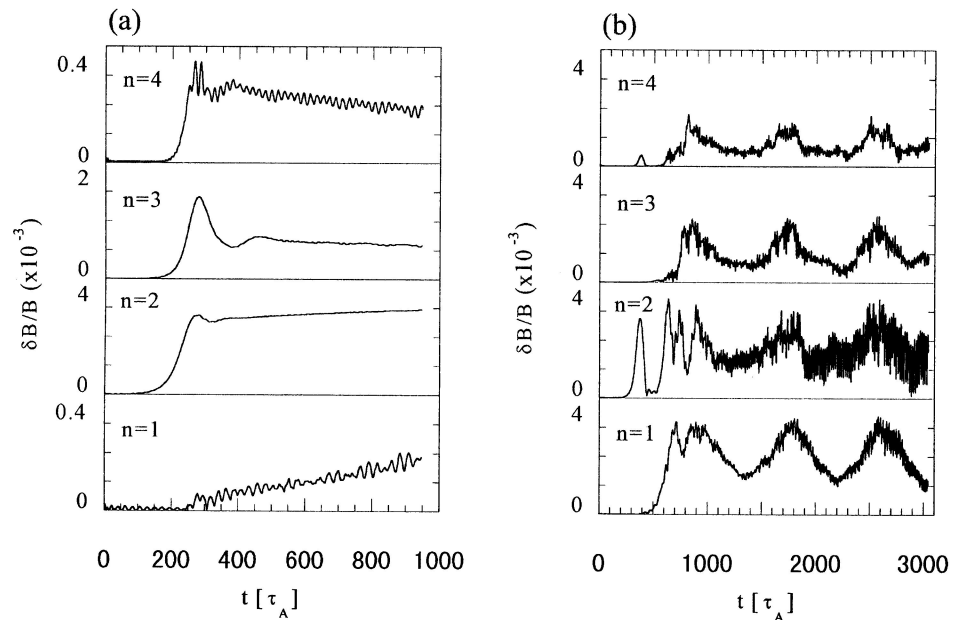 (a)
0.4
n=4
0
2
n=3
0
4
n=2
0
0.4
n=1
0
δB/B (x10⁻³)
0 200 400 600 800 1000
t [τ_A]
(b)
4
n=4
0
4
n=3
0
4
n=2
0
4
n=1
0
δB/B (x10⁻³)
0 1000 2000 3000
t [τ_A]